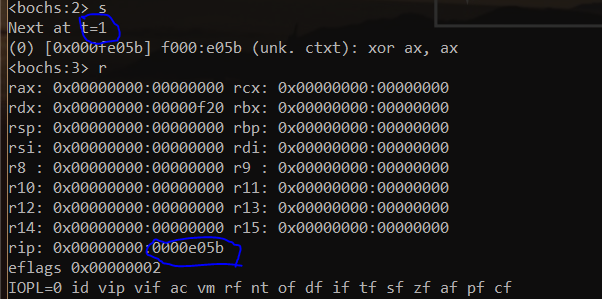 <bochs:2> s
Next at t=1
(0) [0x000fe05b] f000:e05b (unk. ctxt): xor ax, ax
<bochs:3> r
rax: 0x00000000:00000000 rcx: 0x00000000:00000000
rdx: 0x00000000:00000f20 rbx: 0x00000000:00000000
rsp: 0x00000000:00000000 rbp: 0x00000000:00000000
rsi: 0x00000000:00000000 rdi: 0x00000000:00000000
r8 : 0x00000000:00000000 r9 : 0x00000000:00000000
r10: 0x00000000:00000000 r11: 0x00000000:00000000
r12: 0x00000000:00000000 r13: 0x00000000:00000000
r14: 0x00000000:00000000 r15: 0x00000000:00000000
rip: 0x00000000:0000e05b
eflags 0x00000002
IOPL=0 id vip vif ac vm rf nt of df if tf sf zf af pf cf